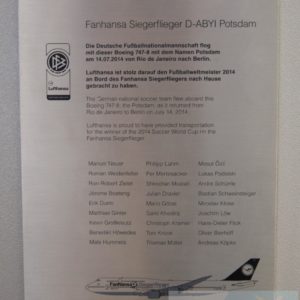 Fanhansa Siegerflieger D-ABYI Potsdam
Die Deutsche Fußballnationalmannschaft flog
mit dieser Boeing 747-8 mit dem Namen Potsdam
am 14.07.2014 von Rio de Janeiro nach Berlin.
Lufthansa
Lufthansa ist stolz darauf den Fußballweltmeister 2014
an Bord des Fanhansa Siegerfliegers nach Hause
gebracht zu haben.
The German national soccer team flew aboard this
Boeing 747-8, the Potsdam, as it returned from
Rio de Janeiro to Berlin on July 14, 2014.
Lufthansa is proud to have provided transportation
for the winner of the 2014 Soccer World Cup in the
Fanhansa Siegerflieger.
Manuel Neuer Philipp Lahm Mesut Özil
Roman Weidenfeller Per Mertesacker Lukas Podolski
Ron Robert Zieler Shkodran Mustafi André Schürrle
Jerome Boateng Julian Draxler Bastian Schweinsteiger
Erik Durm Mario Götze Miroslav Klose
Matthias Ginter Sami Khedira Joachim Löw
Kevin Großkreutz Christoph Kramer Hans-Dieter Flick
Benedikt Höwedes Toni Kroos Oliver Bierhoff
Mats Hummels Thomas Müller Andreas Köpke
Fanhansa Siegerflieger